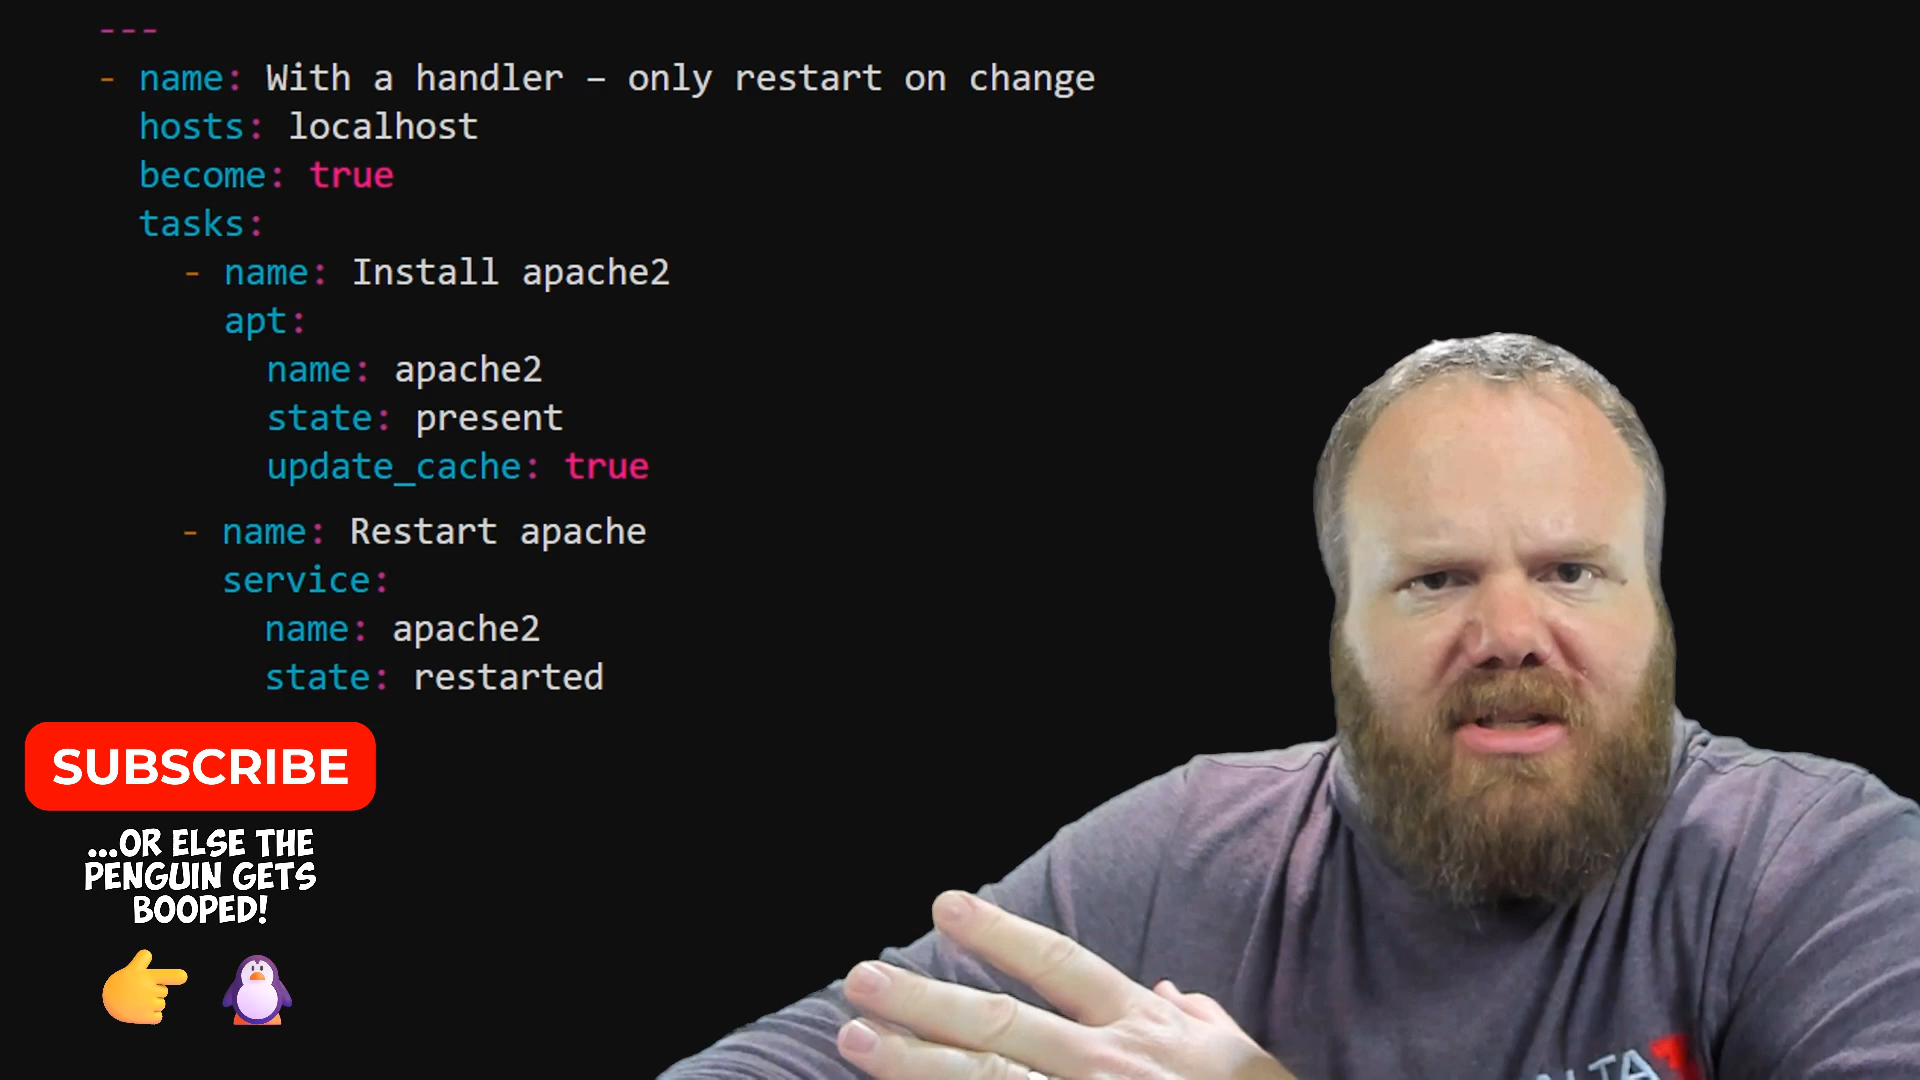 ---
- name: With a handler – only restart on change
  hosts: localhost
  become: true
  tasks:
    - name: Install apache2
      apt:
        name: apache2
        state: present
        update_cache: true
    - name: Restart apache
      service:
        name: apache2
        state: restarted
SUBSCRIBE
...OR ELSE THE
PENGUIN GETS
BOOPED!
ALTA3